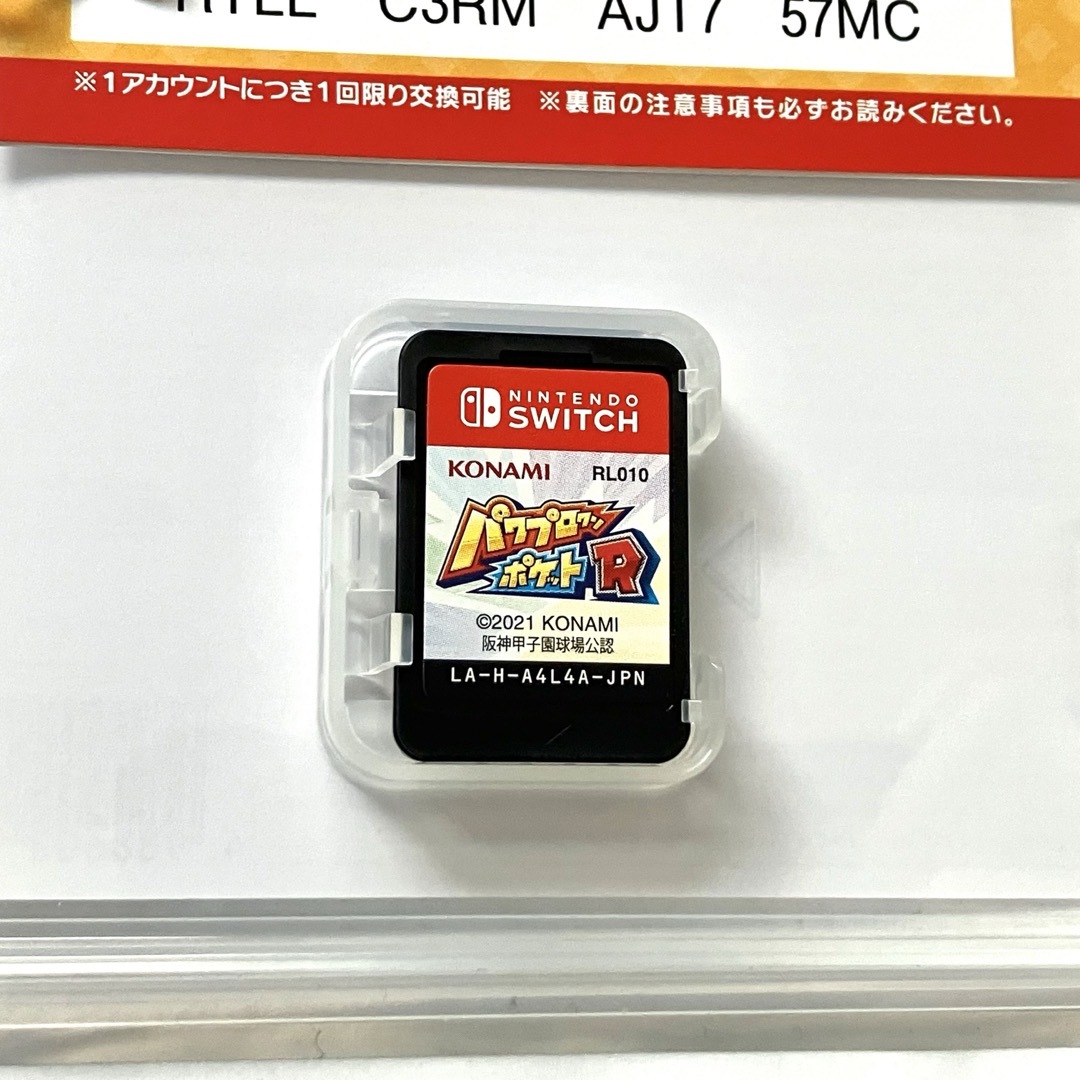 C3RM AJ17 57MC
※1アカウントにつき1回限り交換可能 ※裏面の注意事項も必ずお読みください。
NINTENDO
SWITCH
KONAMI RL010
パワプロクン
ポケット R
©2021 KONAMI
阪神甲子園球場公認
LA-H-A4L4A-JPN